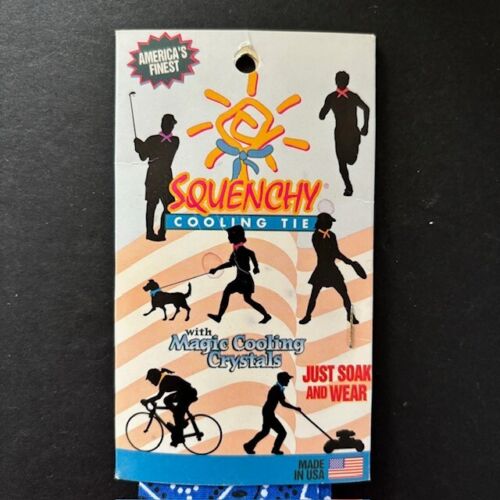 AMERICA'S
FINEST
SQUENCHY®
COOLING TIE
with
Magic Cooling
Crystals
JUST SOAK
AND WEAR
MADE
IN USA